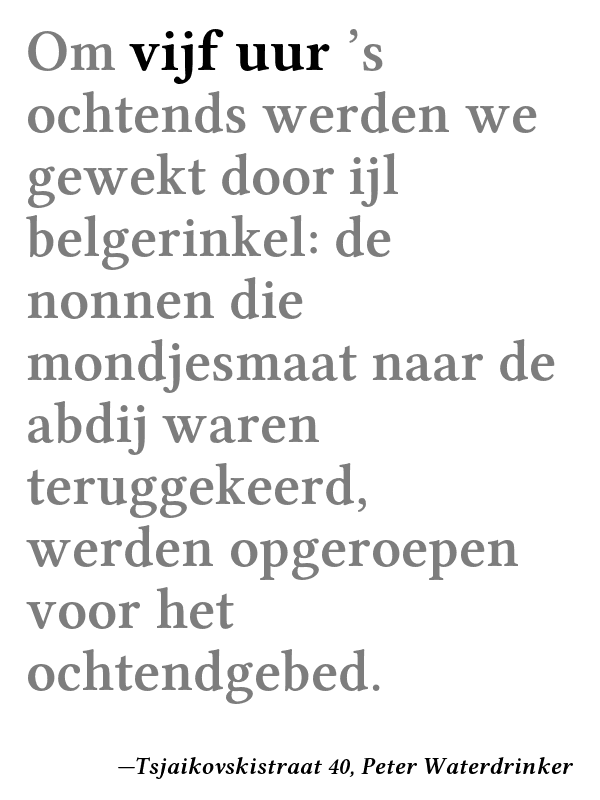 Om vijf uur ’s
ochtends werden we
gewekt door ijl
belgerinkel: de
nonnen die
mondjesmaat naar de
abdij waren
teruggekeerd,
werden opgeroepen
voor het
ochtendgebed.
—Tsjaikovskistraat 40, Peter Waterdrinker